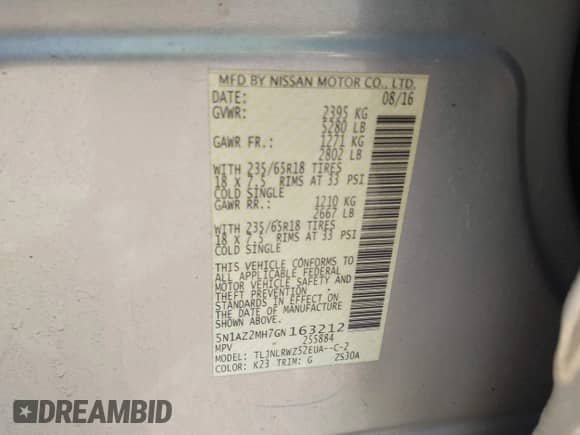 MFD BY NISSAN MOTOR CO., LTD.
DATE: 08/16
GVWR: 2395 KG
5280 LB
GAWR FR.: 1271 KG
2802 LB
WITH 235/65R18 TIRES
18 X 7.5 RIMS AT 33 PSI
COLD SINGLE
GAWR RR.: 1210 KG
2667 LB
WITH 235/65R18 TIRES
18 X 7.5 RIMS AT 33 PSI
COLD SINGLE
THIS VEHICLE CONFORMS TO
ALL APPLICABLE FEDERAL
MOTOR VEHICLE SAFETY AND
THEFT PREVENTION
STANDARDS IN EFFECT ON
THE DATE OF MANUFACTURE
SHOWN ABOVE.
5N1AZ2MH7GN163212
MPV 255884
MODEL: TLJNLRWZ52EUA--C-2
COLOR: K23 TRIM: G ZS30A
DREAMBID